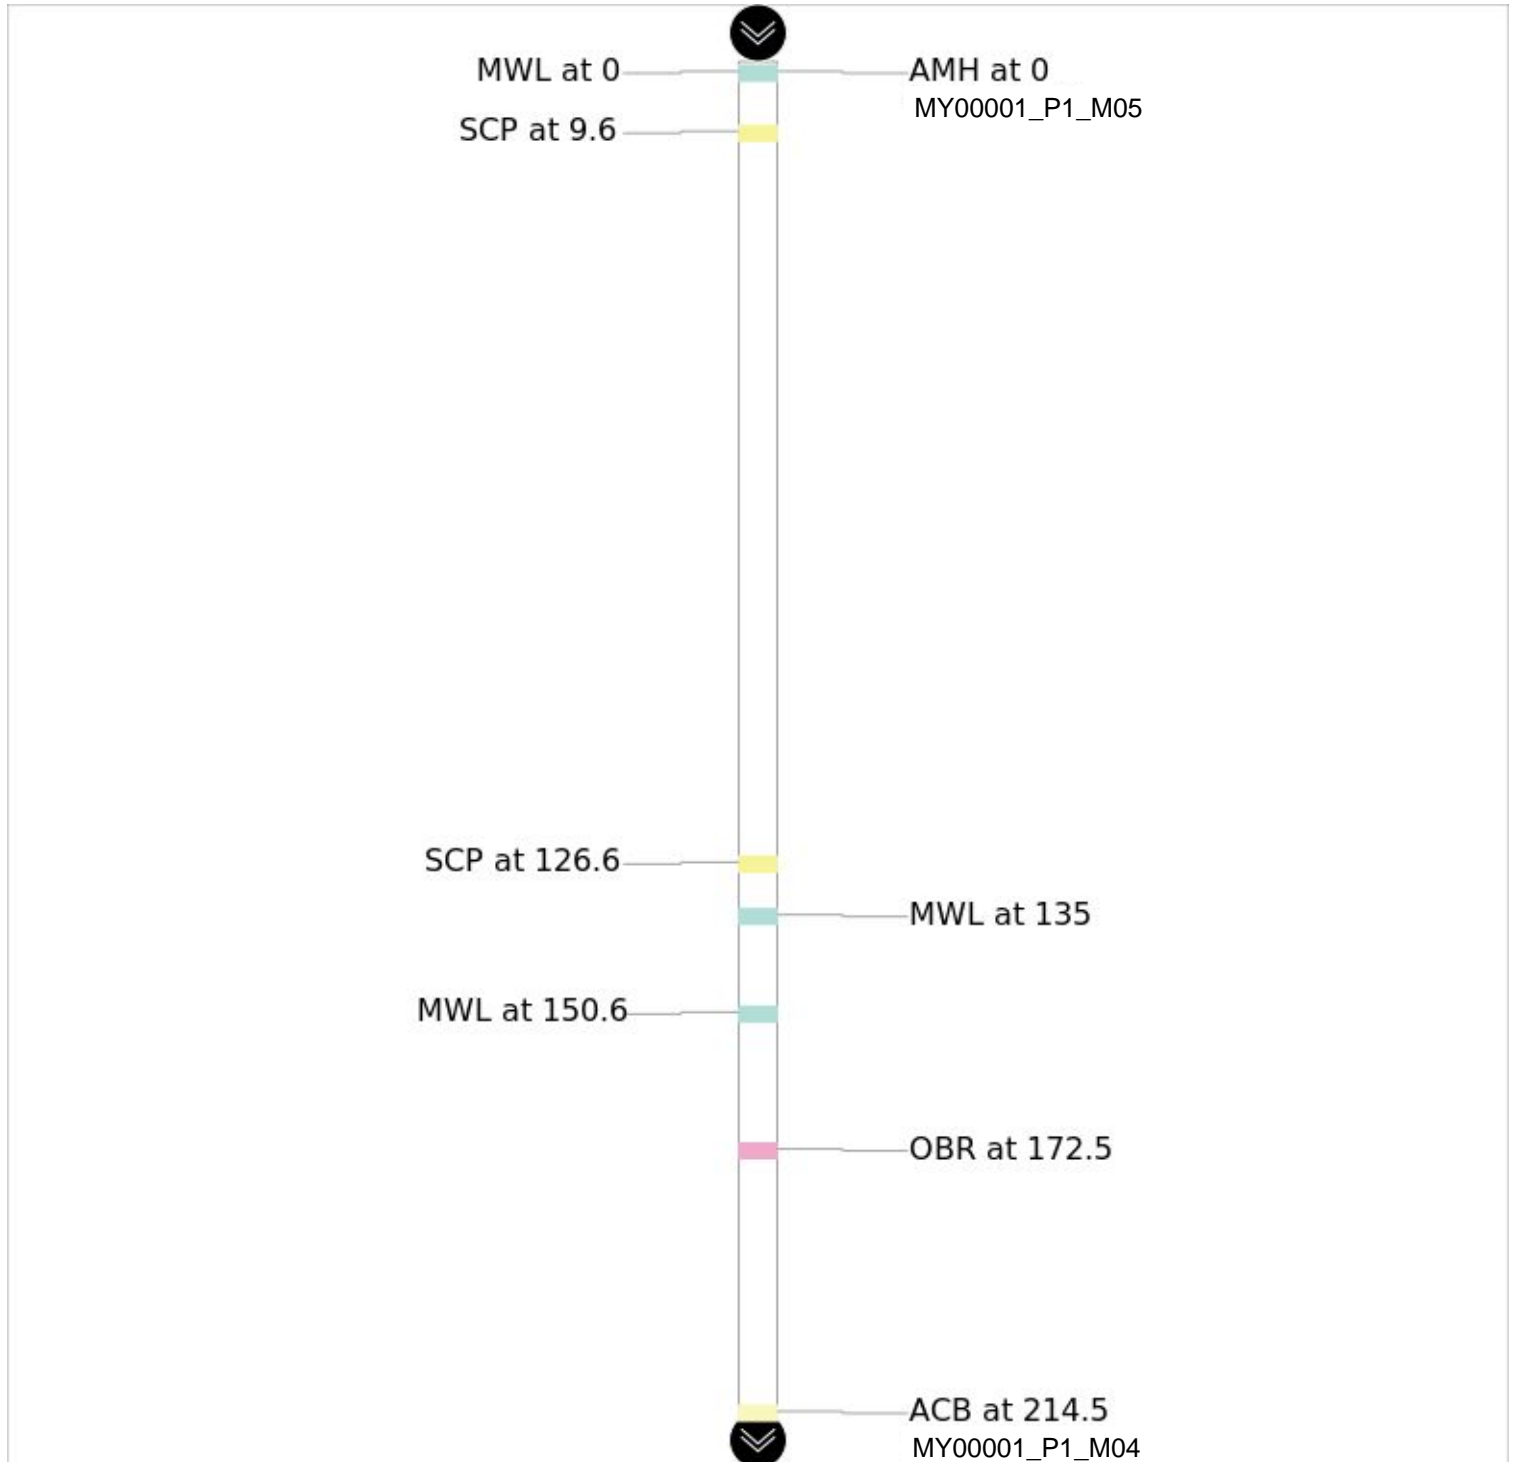 MWL at 0
AMH at 0
MY00001_P1_M05
SCP at 9.6
SCP at 126.6
MWL at 135
MWL at 150.6
OBR at 172.5
ACB at 214.5
MY00001_P1_M04